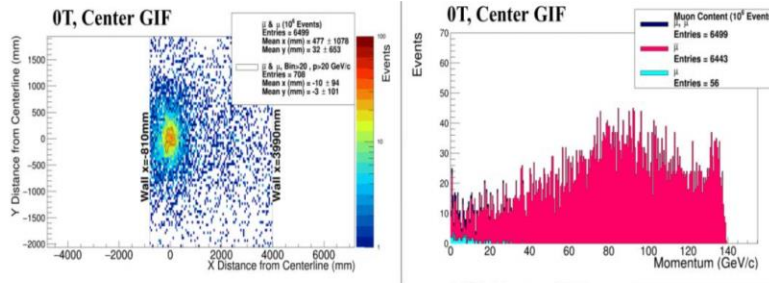 0T, Center GIF
μ̄ & μ (10⁶ Events)
Entries = 6499
Mean x (mm) = 477 ± 1078
Mean y (mm) = 32 ± 653
μ̄ & μ, Bin>20 , p>20 GeV/c
Entries = 708
Mean x (mm) = -10 ± 94
Mean y (mm) = -3 ± 101
Y Distance from Centerline (mm)
2000
1500
1000
500
0
-500
-1000
-1500
-2000
Wall x=-810mm
Wall x=3990mm
-4000 -2000 0 2000 4000 6000
X Distance from Centerline (mm)
100
10
1
Events
0T, Center GIF
Muon Content (10⁶ Events
μ̄, μ
Entries = 6499
μ̄
Entries = 6443
μ
Entries = 56
Events
70
60
50
40
30
20
10
0
0 20 40 60 80 100 120 140
Momentum (GeV/c)